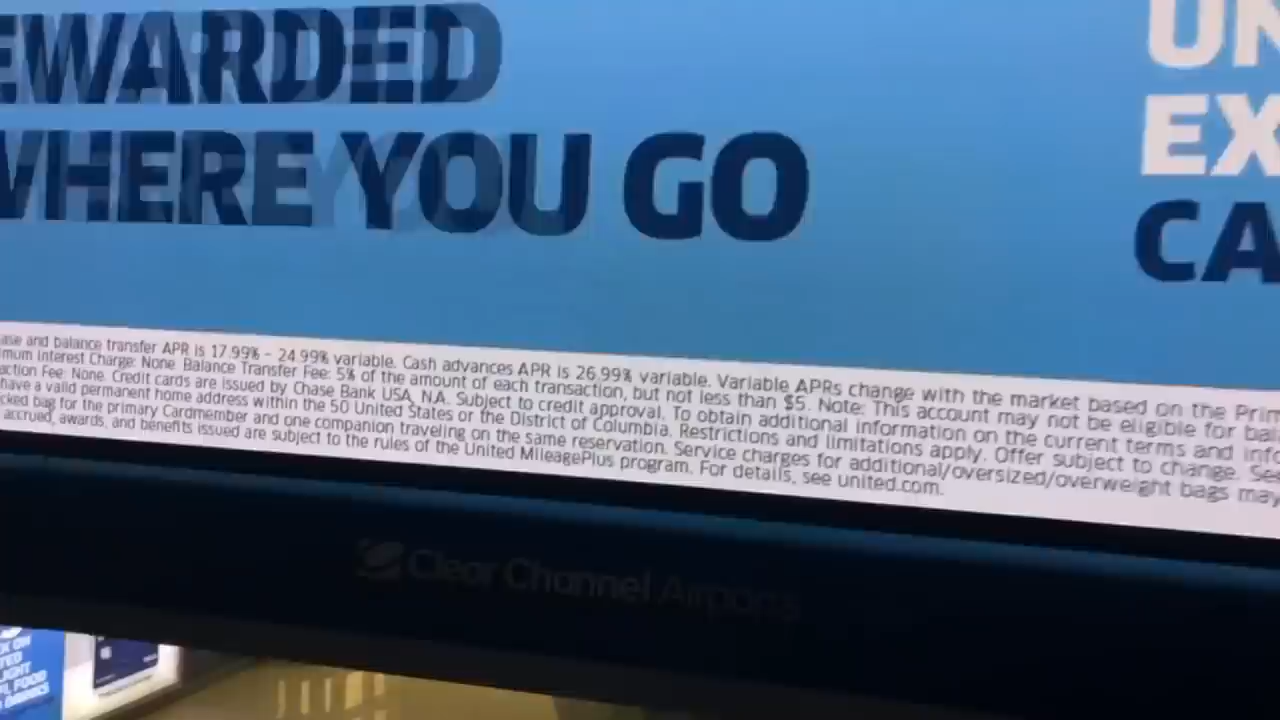 EWARDED
WHERE YOU GO
UN
EX
CA
ase and balance transfer APR is 17.99% - 24.99% variable. Cash advances APR is 26.99% variable. Variable APRs change with the market based on the Prim
imum Interest Charge: None. Balance Transfer Fee: 5% of the amount of each transaction, but not less than $5. Note: This account may not be eligible for bal
action Fee: None. Credit cards are issued by Chase Bank USA, N.A. Subject to credit approval. To obtain additional information on the current terms and info
have a valid permanent home address within the 50 United States or the District of Columbia. Restrictions and limitations apply. Offer subject to change. See
cked bag for the primary Cardmember and one companion traveling on the same reservation. Service charges for additional/oversized/overweight bags may
accrued, awards, and benefits issued are subject to the rules of the United MileagePlus program. For details, see united.com.
Clear Channel Airports
FOOD